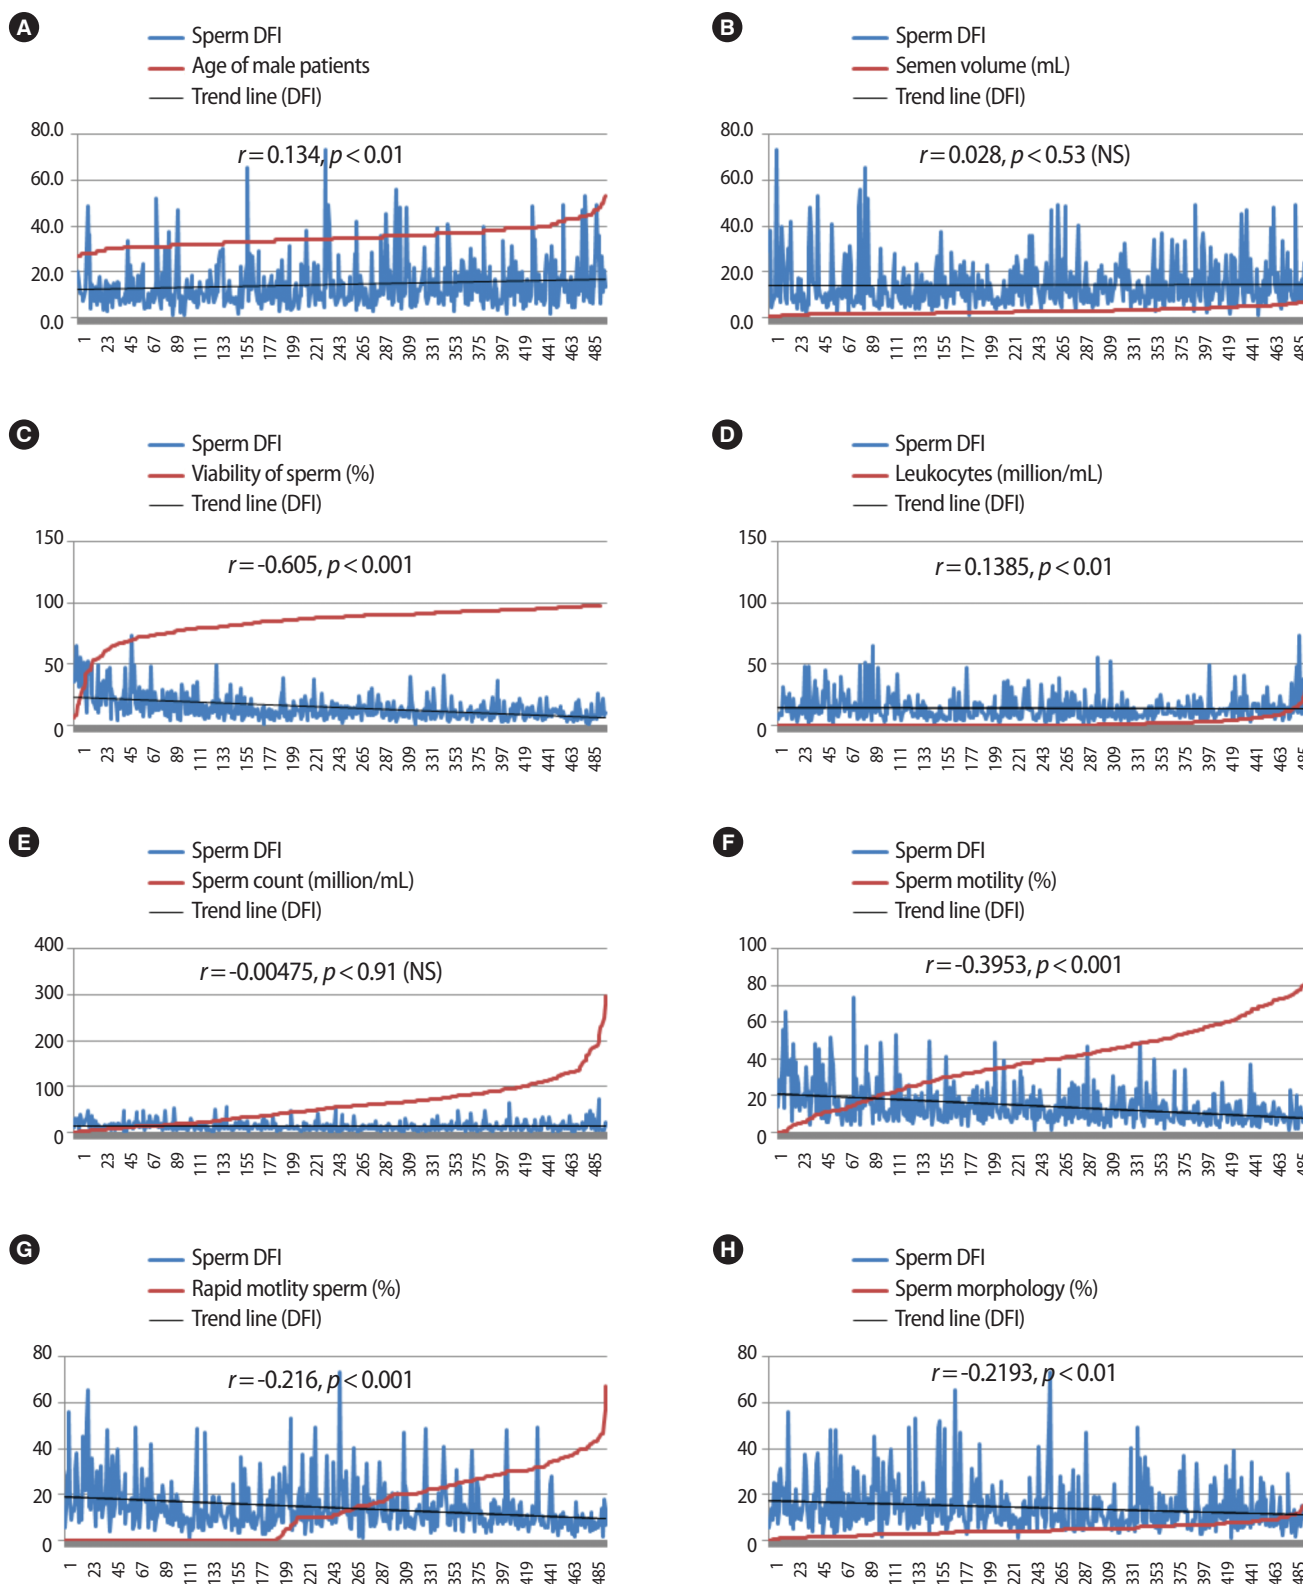 A
Sperm DFI
Age of male patients
Trend line (DFI)
80.0
60.0
40.0
20.0
0.0
r = 0.134, p < 0.01
1 23 45 67 89 111 133 155 177 199 221 243 265 287 309 331 353 375 397 419 441 463 485
B
Sperm DFI
Semen volume (mL)
Trend line (DFI)
80.0
60.0
40.0
20.0
0.0
r = 0.028, p < 0.53 (NS)
1 23 45 67 89 111 133 155 177 199 221 243 265 287 309 331 353 375 397 419 441 463 485
C
Sperm DFI
Viability of sperm (%)
Trend line (DFI)
150
100
50
0
r = -0.605, p < 0.001
1 23 45 67 89 111 133 155 177 199 221 243 265 287 309 331 353 375 397 419 441 463 485
D
Sperm DFI
Leukocytes (million/mL)
Trend line (DFI)
150
100
50
0
r = 0.1385, p < 0.01
1 23 45 67 89 111 133 155 177 199 221 243 265 287 309 331 353 375 397 419 441 463 485
E
Sperm DFI
Sperm count (million/mL)
Trend line (DFI)
400
300
200
100
0
r = -0.00475, p < 0.91 (NS)
1 23 45 67 89 111 133 155 177 199 221 243 265 287 309 331 353 375 397 419 441 463 485
F
Sperm DFI
Sperm motility (%)
Trend line (DFI)
100
80
60
40
20
0
r = -0.3953, p < 0.001
1 23 45 67 89 111 133 155 177 199 221 243 265 287 309 331 353 375 397 419 441 463 485
G
Sperm DFI
Rapid motlity sperm (%)
Trend line (DFI)
80
60
40
20
0
r = -0.216, p < 0.001
1 23 45 67 89 111 133 155 177 199 221 243 265 287 309 331 353 375 397 419 441 463 485
H
Sperm DFI
Sperm morphology (%)
Trend line (DFI)
80
60
40
20
0
r = -0.2193, p < 0.01
1 23 45 67 89 111 133 155 177 199 221 243 265 287 309 331 353 375 397 419 441 463 485